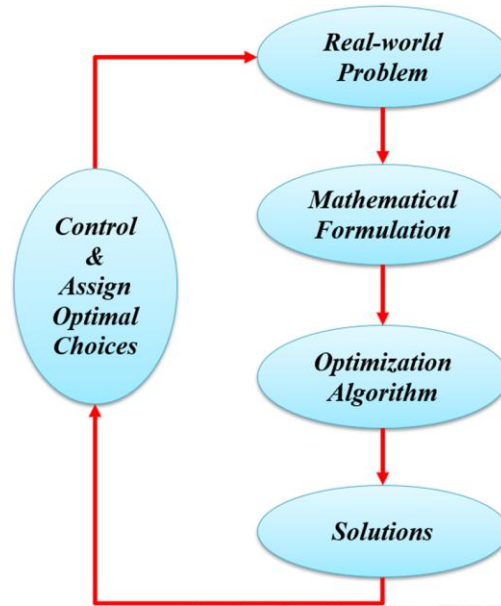 Real-world
Problem
Mathematical
Formulation
Control
&
Assign
Optimal
Choices
Optimization
Algorithm
Solutions